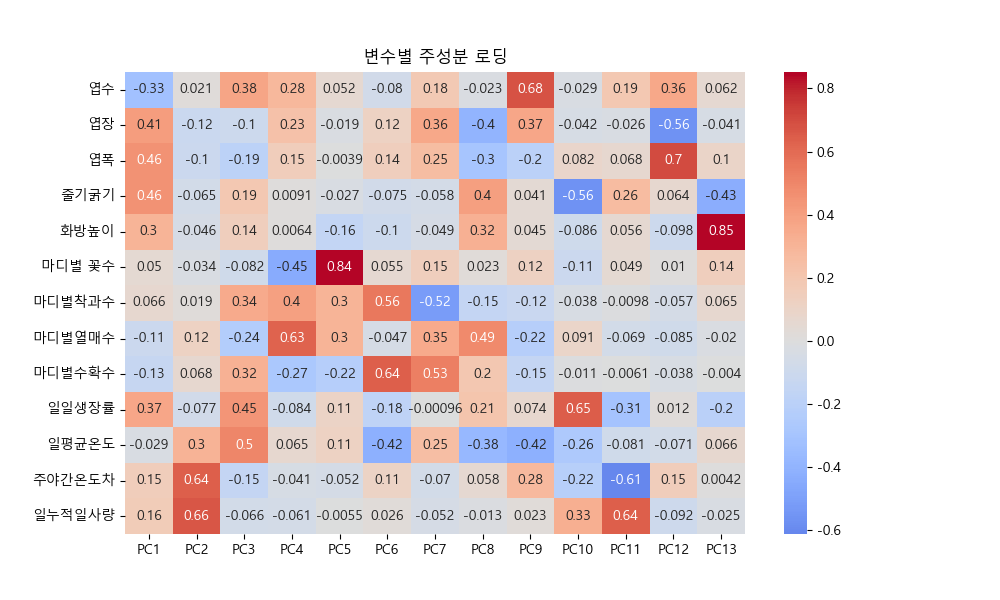 변수별 주성분 로딩
엽수 -0.33 0.021 0.38 0.28 0.052 -0.08 0.18 -0.023 0.68 -0.029 0.19 0.36 0.062
엽장 0.41 -0.12 -0.1 0.23 -0.019 0.12 0.36 -0.4 0.37 -0.042 -0.026 -0.56 -0.041
엽폭 0.46 -0.1 -0.19 0.15 -0.0039 0.14 0.25 -0.3 -0.2 0.082 0.068 0.7 0.1
줄기굵기 0.46 -0.065 0.19 0.0091 -0.027 -0.075 -0.058 0.4 0.041 -0.56 0.26 0.064 -0.43
화방높이 0.3 -0.046 0.14 0.0064 -0.16 -0.1 -0.049 0.32 0.045 -0.086 0.056 -0.098 0.85
마디별 꽃수 0.05 -0.034 -0.082 -0.45 0.84 0.055 0.15 0.023 0.12 -0.11 0.049 0.01 0.14
마디별착과수 0.066 0.019 0.34 0.4 0.3 0.56 -0.52 -0.15 -0.12 -0.038 -0.0098 -0.057 0.065
마디별열매수 -0.11 0.12 -0.24 0.63 0.3 -0.047 0.35 0.49 -0.22 0.091 -0.069 -0.085 -0.02
마디별수확수 -0.13 0.068 0.32 -0.27 -0.22 0.64 0.53 0.2 -0.15 -0.011 -0.0061 -0.038 -0.004
일일생장률 0.37 -0.077 0.45 -0.084 0.11 -0.18 -0.00096 0.21 0.074 0.65 -0.31 0.012 -0.2
일평균온도 -0.029 0.3 0.5 0.065 0.11 -0.42 0.25 -0.38 -0.42 -0.26 -0.081 -0.071 0.066
주야간온도차 0.15 0.64 -0.15 -0.041 -0.052 0.11 -0.07 0.058 0.28 -0.22 -0.61 0.15 0.0042
일누적일사량 0.16 0.66 -0.066 -0.061 -0.0055 0.026 -0.052 -0.013 0.023 0.33 0.64 -0.092 -0.025
PC1 PC2 PC3 PC4 PC5 PC6 PC7 PC8 PC9 PC10 PC11 PC12 PC13
0.8
0.6
0.4
0.2
0.0
-0.2
-0.4
-0.6